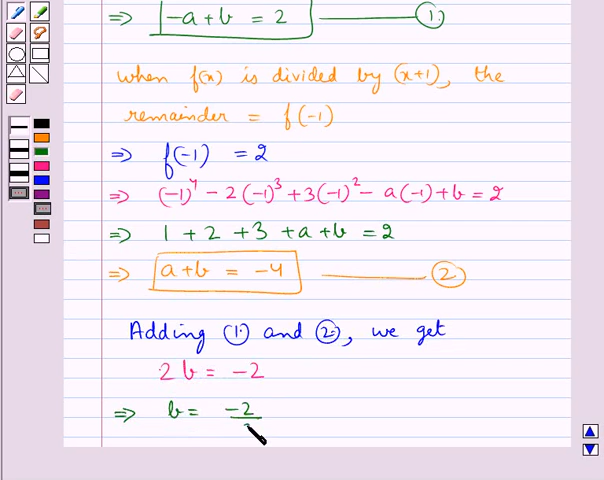 ⇒ -a + b = 2 ——— ①
when f(x) is divided by (x+1), the
remainder = f(-1)
⇒ f(-1) = 2
⇒ (-1)⁴ - 2(-1)³ + 3(-1)² - a(-1) + b = 2
⇒ 1 + 2 + 3 + a + b = 2
⇒ a + b = -4 ——— ②
Adding ① and ②, we get
2b = -2
⇒ b = -2/